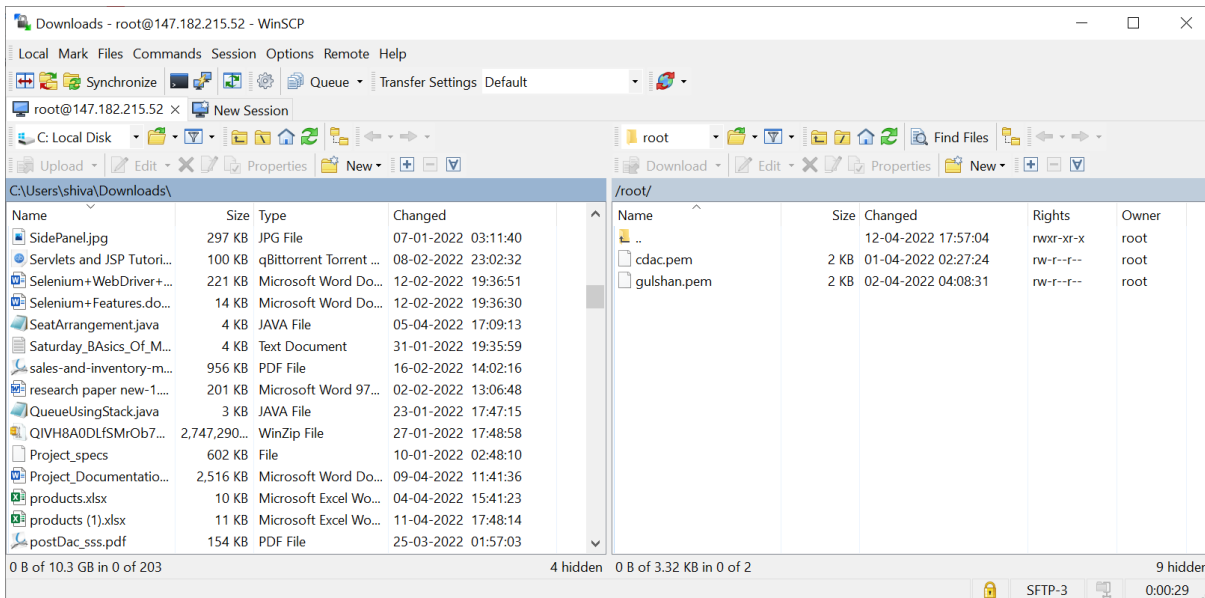 Downloads - root@147.182.215.52 - WinSCP
Local Mark Files Commands Session Options Remote Help
Synchronize Queue Transfer Settings Default
root@147.182.215.52 × New Session
C: Local Disk
Upload Edit Properties New
C:\Users\shiva\Downloads\
Name Size Type Changed
SidePanel.jpg 297 KB JPG File 07-01-2022 03:11:40
Servlets and JSP Tutori... 100 KB qBittorrent Torrent ... 08-02-2022 23:02:32
Selenium+WebDriver+... 221 KB Microsoft Word Do... 12-02-2022 19:36:51
Selenium+Features.do... 14 KB Microsoft Word Do... 12-02-2022 19:36:30
SeatArrangement.java 4 KB JAVA File 05-04-2022 17:09:13
Saturday_BAsics_Of_M... 4 KB Text Document 31-01-2022 19:35:59
sales-and-inventory-m... 956 KB PDF File 16-02-2022 14:02:16
research paper new-1.... 201 KB Microsoft Word 97... 02-02-2022 13:06:48
QueueUsingStack.java 3 KB JAVA File 23-01-2022 17:47:15
QIVH8A0DLfSMrOb7... 2,747,290... WinZip File 27-01-2022 17:48:58
Project_specs 602 KB File 10-01-2022 02:48:10
Project_Documentatio... 2,516 KB Microsoft Word Do... 09-04-2022 11:41:36
products.xlsx 10 KB Microsoft Excel Wo... 04-04-2022 15:41:23
products (1).xlsx 11 KB Microsoft Excel Wo... 11-04-2022 17:48:14
postDac_sss.pdf 154 KB PDF File 25-03-2022 01:57:03
0 B of 10.3 GB in 0 of 203 4 hidden
root Find Files
Download Edit Properties New
/root/
Name Size Changed Rights Owner
.. 12-04-2022 17:57:04 rwxr-xr-x root
cdac.pem 2 KB 01-04-2022 02:27:24 rw-r--r-- root
gulshan.pem 2 KB 02-04-2022 04:08:31 rw-r--r-- root
0 B of 3.32 KB in 0 of 2 9 hidden
SFTP-3 0:00:29